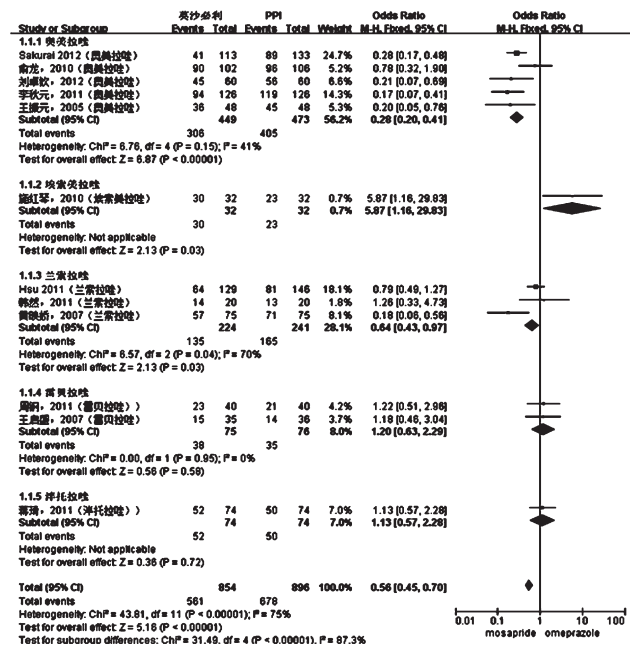 莫沙必利 PPI Odds Ratio Odds Ratio
Study or Subgroup Events Total Events Total Weight M-H, Fixed, 95% CI M-H, Fixed, 95% CI
1.1.1 奥美拉唑
Sakurai 2012（奥美拉唑） 41 113 89 133 24.7% 0.28 [0.17, 0.48]
俞龙，2010（奥美拉唑） 90 102 96 106 5.2% 0.78 [0.32, 1.90]
2012（奥美拉唑） 45 60 56 60 6.2% 0.21 [0.07, 0.69]
李秋元，2011（奥美拉唑） 94 126 119 126 14.3% 0.17 [0.07, 0.41]
王振元，2005（奥美拉唑） 36 48 45 48 5.2% 0.20 [0.05, 0.76]
Subtotal (95% CI) 449 473 56.2% 0.28 [0.20, 0.41]
Total events 306 405
Heterogeneity: Chi² = 6.76, df = 4 (P = 0.15); I² = 41%
Test for overall effect: Z = 6.87 (P < 0.00001)
1.1.2 埃索美拉唑
施红琴，2010（埃索美拉唑） 30 32 23 32 0.7% 5.87 [1.16, 29.83]
Subtotal (95% CI) 32 32 0.7% 5.87 [1.16, 29.83]
Total events 30 23
Heterogeneity: Not applicable
Test for overall effect: Z = 2.13 (P = 0.03)
1.1.3 兰索拉唑
Hsu 2011（兰索拉唑） 64 129 81 146 18.1% 0.79 [0.49, 1.27]
韩然，2011（兰索拉唑） 14 20 13 20 1.8% 1.26 [0.33, 4.73]
2007（兰索拉唑） 57 75 71 75 8.1% 0.18 [0.06, 0.56]
Subtotal (95% CI) 224 241 28.1% 0.64 [0.43, 0.97]
Total events 135 165
Heterogeneity: Chi² = 6.57, df = 2 (P = 0.04); I² = 70%
Test for overall effect: Z = 2.13 (P = 0.03)
1.1.4 雷贝拉唑
周钢，2011（雷贝拉唑） 23 40 21 40 4.2% 1.22 [0.51, 2.96]
2007（雷贝拉唑） 15 35 14 36 3.7% 1.18 [0.46, 3.04]
Subtotal (95% CI) 75 76 8.0% 1.20 [0.63, 2.29]
Total events 38 35
Heterogeneity: Chi² = 0.00, df = 1 (P = 0.95); I² = 0%
Test for overall effect: Z = 0.56 (P = 0.58)
1.1.5 泮托拉唑
2011（泮托拉唑） 52 74 50 74 7.0% 1.13 [0.57, 2.28]
Subtotal (95% CI) 74 74 7.0% 1.13 [0.57, 2.28]
Total events 52 50
Heterogeneity: Not applicable
Test for overall effect: Z = 0.36 (P = 0.72)
Total (95% CI) 854 896 100.0% 0.56 [0.45, 0.70]
Total events 561 678
Heterogeneity: Chi² = 43.81, df = 11 (P < 0.00001); I² = 75%
Test for overall effect: Z = 5.16 (P < 0.00001)
Test for subgroup differences: Chi² = 31.49, df = 4 (P < 0.00001), I² = 87.3%
0.01 0.1 1 10 100
mosapride omeprazole